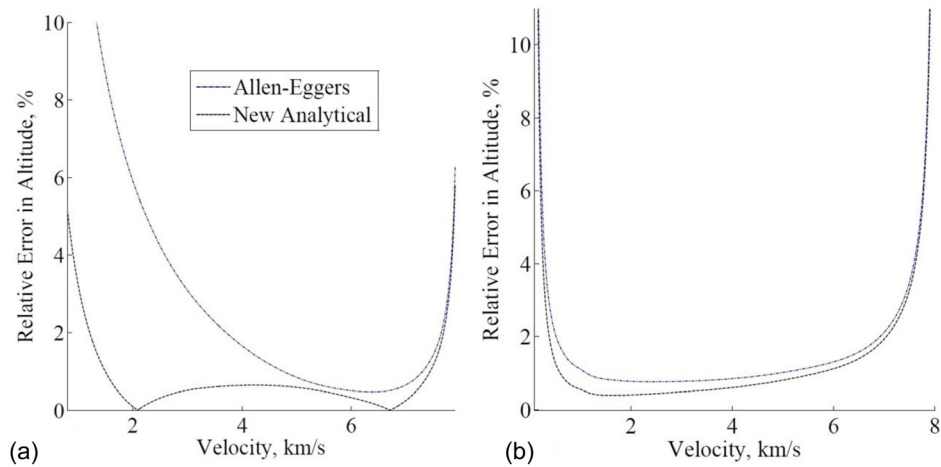 10
8
6
4
2
0
Relative Error in Altitude, %
Allen-Eggers
New Analytical
2
4
6
Velocity, km/s
(a)
10
8
6
4
2
0
Relative Error in Altitude, %
2
4
6
8
Velocity, km/s
(b)